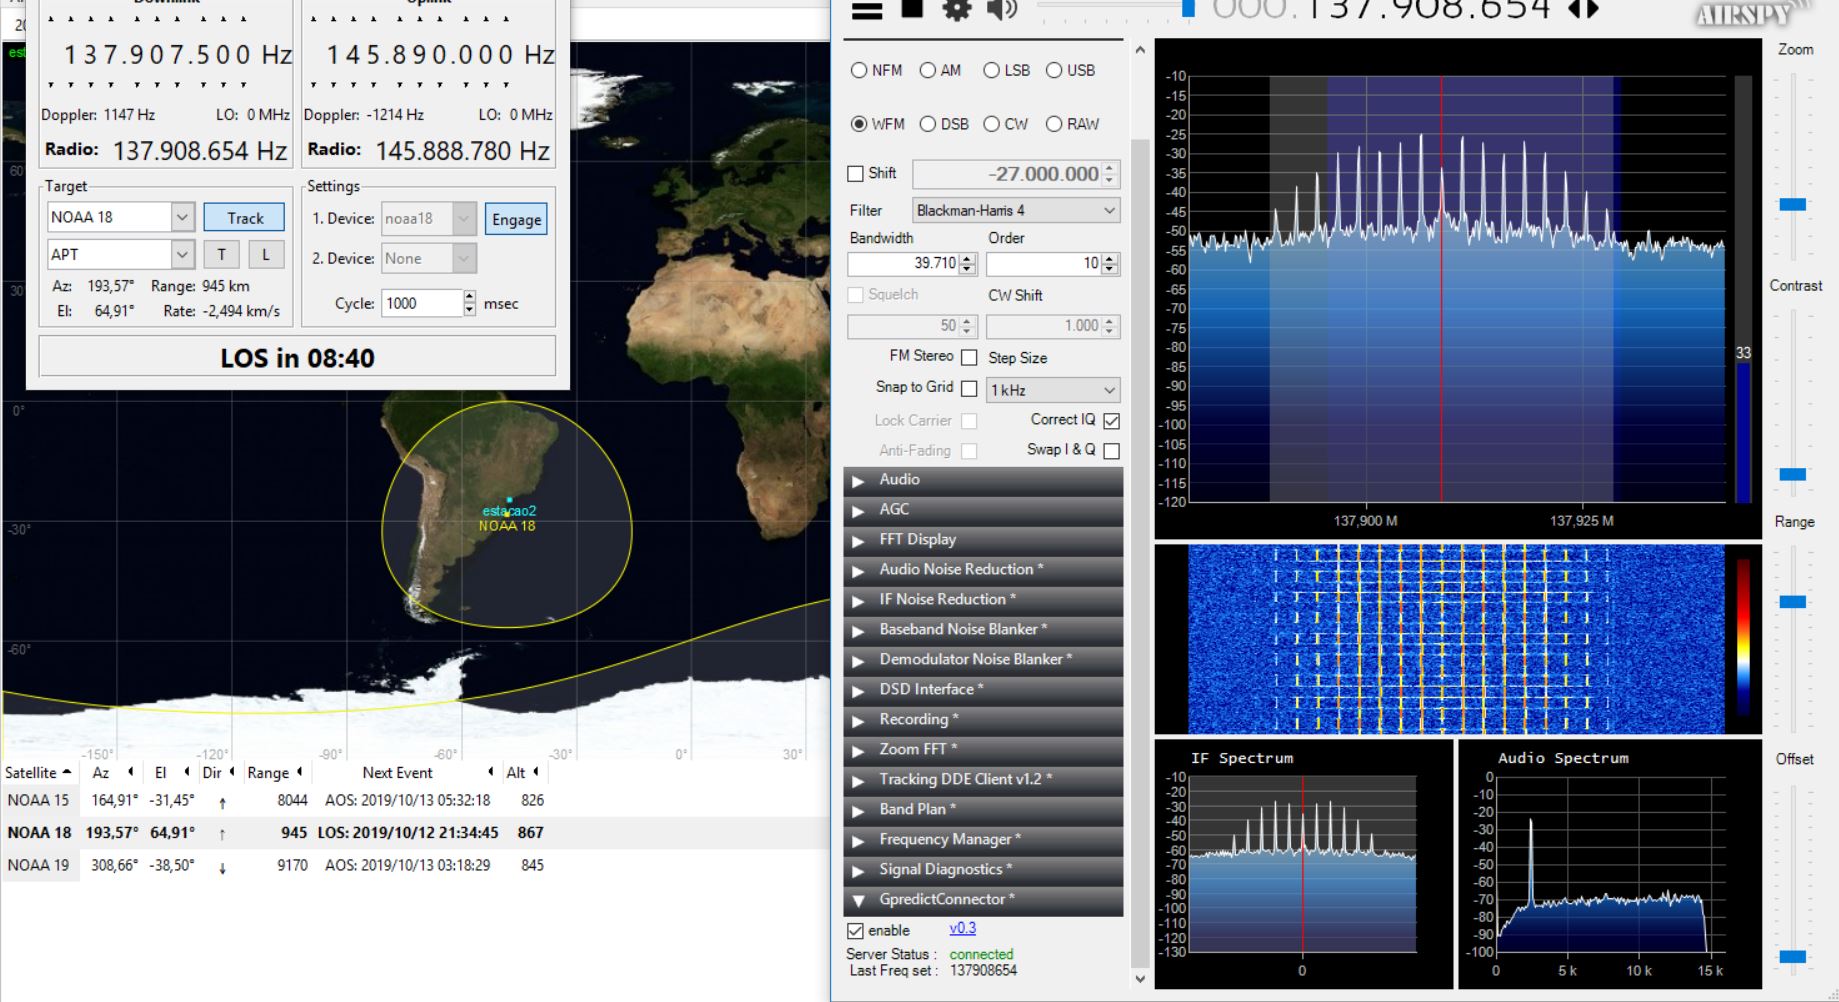 Downlink
Uplink
137.907.500 Hz
145.890.000 Hz
Doppler: 1147 Hz
LO: 0 MHz
Doppler: -1214 Hz
LO: 0 MHz
Radio: 137.908.654 Hz
Radio: 145.888.780 Hz
Target
Settings
NOAA 18
Track
1. Device:
noaa18
Engage
APT
T
L
2. Device:
None
Az: 193,57°
Range: 945 km
El: 64,91°
Rate: -2,494 km/s
Cycle:
1000
msec
LOS in 08:40
0°
-30°
-60°
estacao2
NOAA 18
-150°
-120°
-90°
-60°
-30°
0°
30°
Satellite
Az
El
Dir
Range
Next Event
Alt
NOAA 15 164,91° -31,45° ↑ 8044 AOS: 2019/10/13 05:32:18 826
NOAA 18 193,57° 64,91° ↑ 945 LOS: 2019/10/12 21:34:45 867
NOAA 19 308,66° -38,50° ↓ 9170 AOS: 2019/10/13 03:18:29 845
000.137.908.654
AIRSPY
NFM
AM
LSB
USB
WFM
DSB
CW
RAW
Shift
-27.000.000
Filter
Blackman-Harris 4
Bandwidth
Order
39.710
10
Squelch
CW Shift
50
1.000
FM Stereo
Step Size
Snap to Grid
1 kHz
Lock Carrier
Correct IQ
Anti-Fading
Swap I & Q
Audio
AGC
FFT Display
Audio Noise Reduction *
IF Noise Reduction *
Baseband Noise Blanker *
Demodulator Noise Blanker *
DSD Interface *
Recording *
Zoom FFT *
Tracking DDE Client v1.2 *
Band Plan *
Frequency Manager *
Signal Diagnostics *
GpredictConnector *
enable
v0.3
Server Status : connected
Last Freq set : 137908654
-10
-15
-20
-25
-30
-35
-40
-45
-50
-55
-60
-65
-70
-75
-80
-85
-90
-95
-100
-105
-110
-115
-120
137,900 M
137,925 M
33
Zoom
Contrast
Range
Offset
IF Spectrum
-10
-20
-30
-40
-50
-60
-70
-80
-90
-100
-110
-120
-130
0
Audio Spectrum
0
-10
-20
-30
-40
-50
-60
-70
-80
-90
-100
0
5 k
10 k
15 k